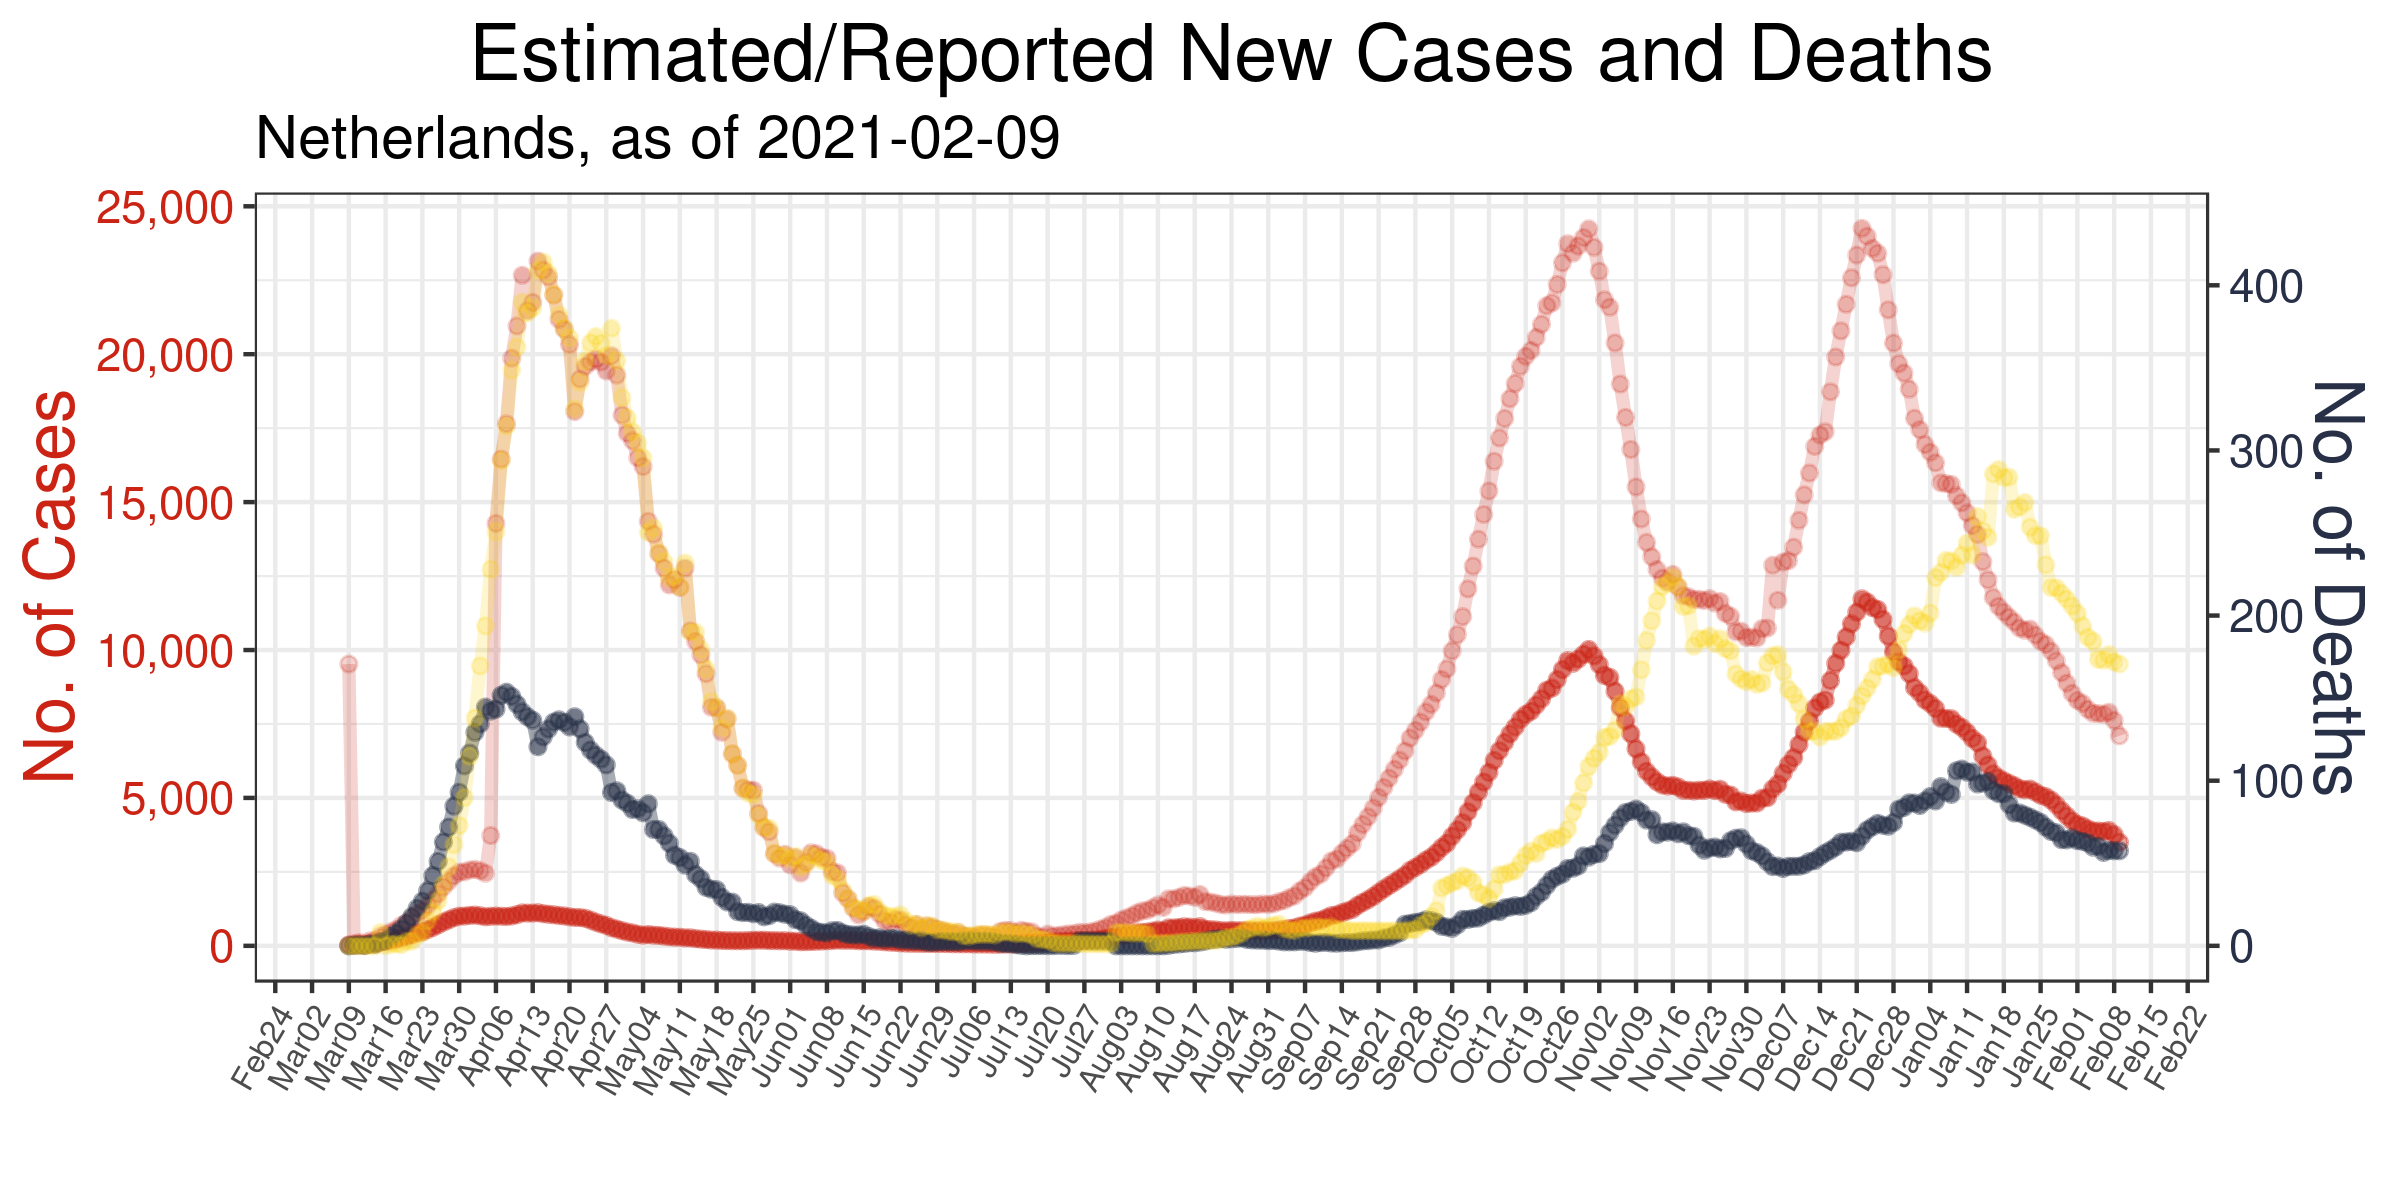 Estimated/Reported New Cases and Deaths
Netherlands, as of 2021-02-09
No. of Cases
25,000
20,000
15,000
10,000
5,000
0
400
300
200
100
0
No. of Deaths
Feb24
Mar02
Mar09
Mar16
Mar23
Mar30
Apr06
Apr13
Apr20
Apr27
May04
May11
May18
May25
Jun01
Jun08
Jun15
Jun22
Jun29
Jul06
Jul13
Jul20
Jul27
Aug03
Aug10
Aug17
Aug24
Aug31
Sep07
Sep14
Sep21
Sep28
Oct05
Oct12
Oct19
Oct26
Nov02
Nov09
Nov16
Nov23
Nov30
Dec07
Dec14
Dec21
Dec28
Jan04
Jan11
Jan18
Jan25
Feb01
Feb08
Feb15
Feb22